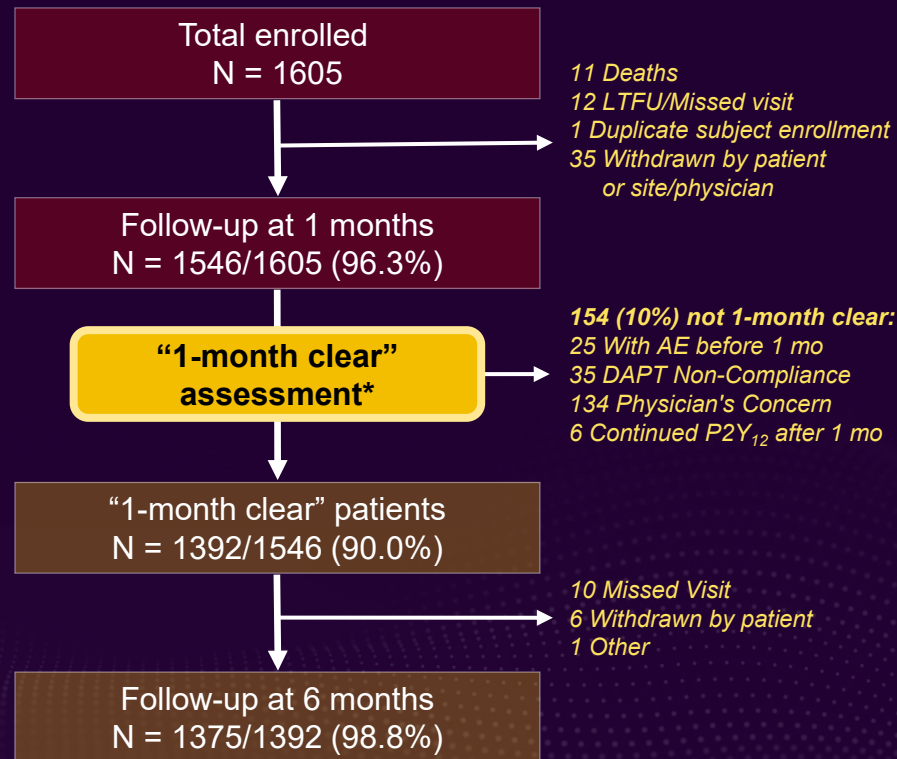 Total enrolled
N = 1605
11 Deaths
12 LTFU/Missed visit
1 Duplicate subject enrollment
35 Withdrawn by patient
or site/physician
Follow-up at 1 months
N = 1546/1605 (96.3%)
“1-month clear”
assessment*
154 (10%) not 1-month clear:
25 With AE before 1 mo
35 DAPT Non-Compliance
134 Physician's Concern
6 Continued P2Y₁₂ after 1 mo
“1-month clear” patients
N = 1392/1546 (90.0%)
10 Missed Visit
6 Withdrawn by patient
1 Other
Follow-up at 6 months
N = 1375/1392 (98.8%)